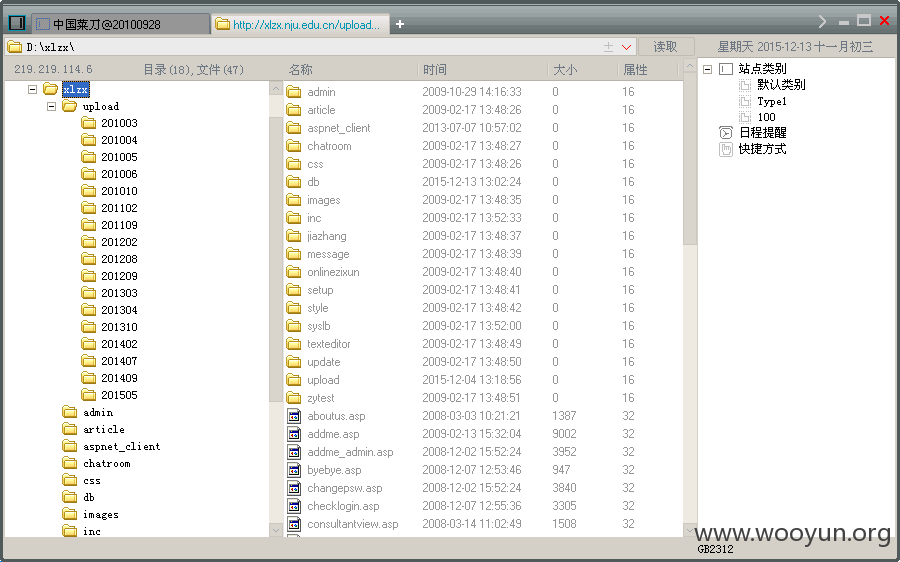 中国菜刀@20100928
http://xlzx.nju.edu.cn/upload...
D:\xlzx\
读取
星期天 2015-12-13 十一月初三
219.219.114.6 目录(18),文件(47)
xlzx
upload
201003
201004
201005
201006
201010
201102
201109
201202
201208
201209
201303
201304
201310
201402
201407
201409
201505
admin
article
aspnet_client
chatroom
css
db
images
inc
名称 时间 大小 属性
admin 2009-10-29 14:16:33 0 16
article 2009-02-17 13:48:26 0 16
aspnet_client 2013-07-07 10:57:02 0 16
chatroom 2009-02-17 13:48:27 0 16
css 2009-02-17 13:48:26 0 16
db 2015-12-13 13:02:24 0 16
images 2009-02-17 13:48:35 0 16
inc 2009-02-17 13:52:33 0 16
jiazhang 2009-02-17 13:48:37 0 16
message 2009-02-17 13:48:39 0 16
onlinezixun 2009-02-17 13:48:40 0 16
setup 2009-02-17 13:48:41 0 16
style 2009-02-17 13:48:42 0 16
syslb 2009-02-17 13:52:00 0 16
texteditor 2009-02-17 13:48:49 0 16
update 2009-02-17 13:48:50 0 16
upload 2015-12-04 13:18:56 0 16
zytest 2009-02-17 13:48:51 0 16
aboutus.asp 2008-03-03 10:21:21 1387 32
addme.asp 2009-02-13 15:32:04 9002 32
addme_admin.asp 2008-12-02 15:52:24 3952 32
byebye.asp 2008-12-07 12:53:46 947 32
changepsw.asp 2008-12-02 15:52:24 3840 32
checklogin.asp 2008-12-07 12:55:36 3305 32
consultantview.asp 2008-03-14 11:02:49 1508 32
站点类别
默认类别
Type1
100
日程提醒
快捷方式
www.wooyun.org
GB2312